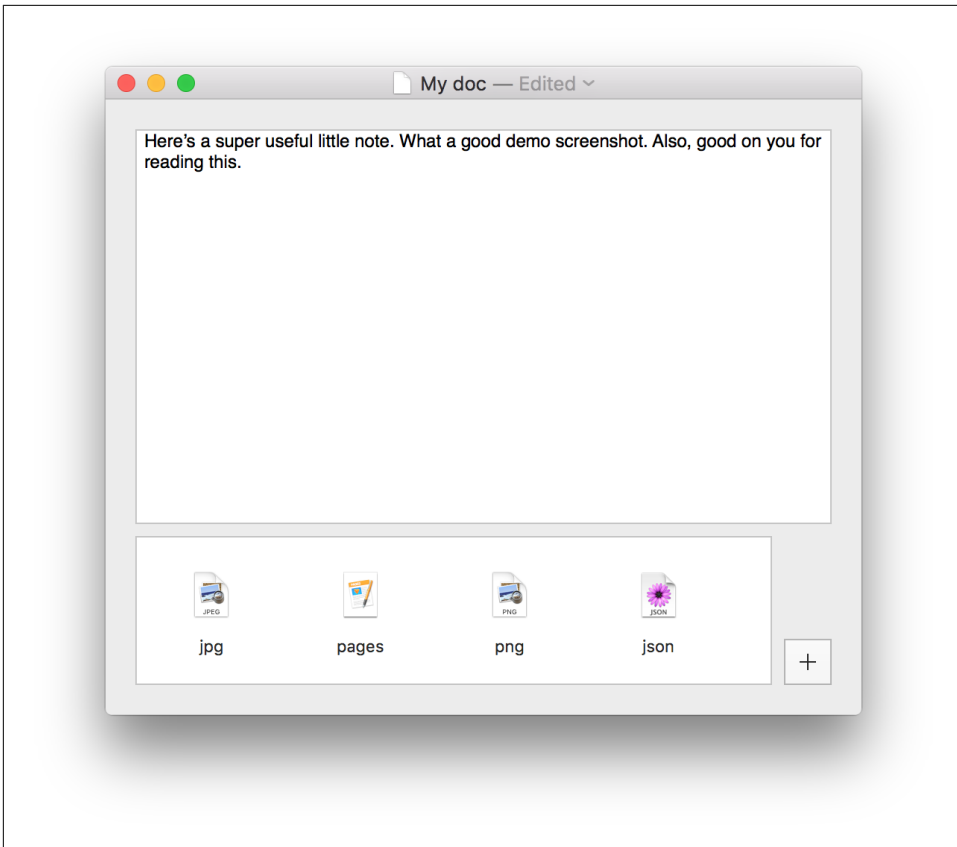 My doc — Edited
Here’s a super useful little note. What a good demo screenshot. Also, good on you for
reading this.
JPEG
PNG
JSON
jpg
pages
png
json
+